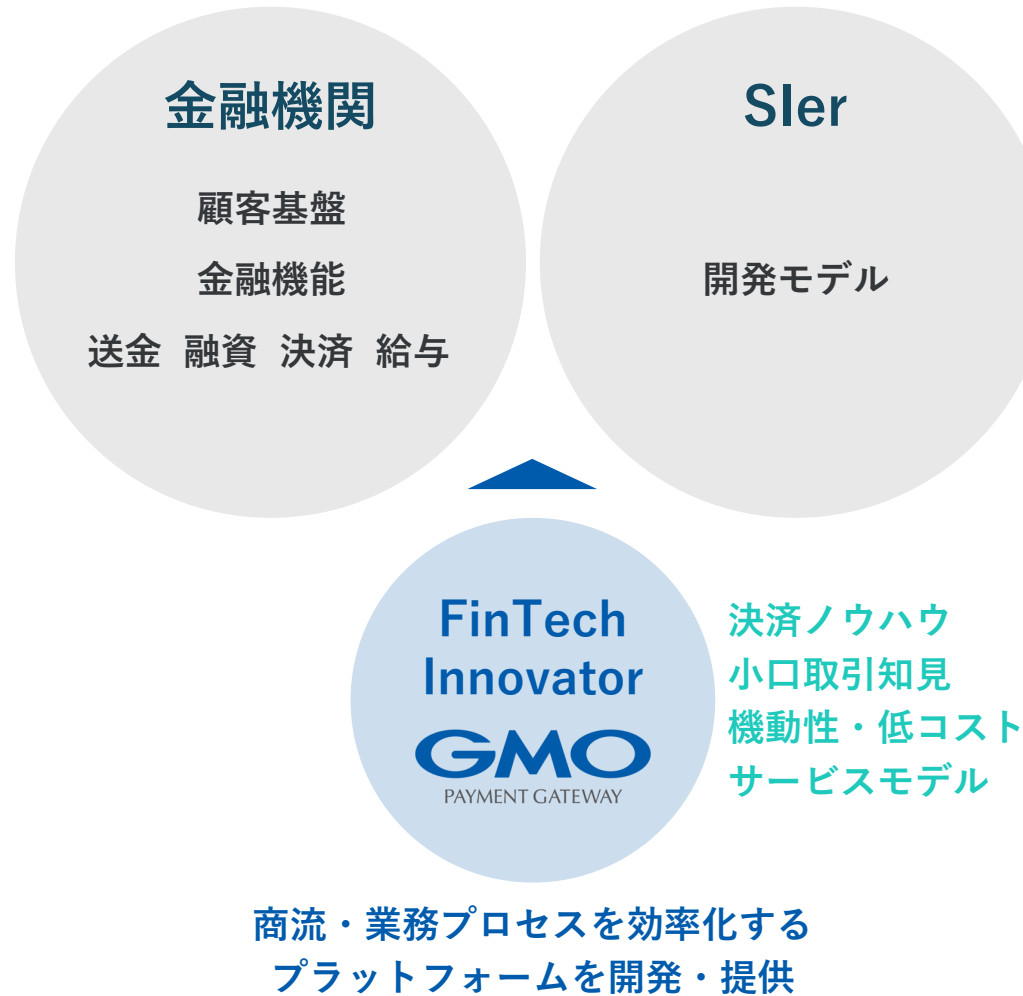 金融機関
顧客基盤
金融機能
送金 融資 決済 給与
SIer
開発モデル
FinTech
Innovator
GMO
PAYMENT GATEWAY
決済ノウハウ
小口取引知見
機動性・低コスト
サービスモデル
商流・業務プロセスを効率化する
プラットフォームを開発・提供